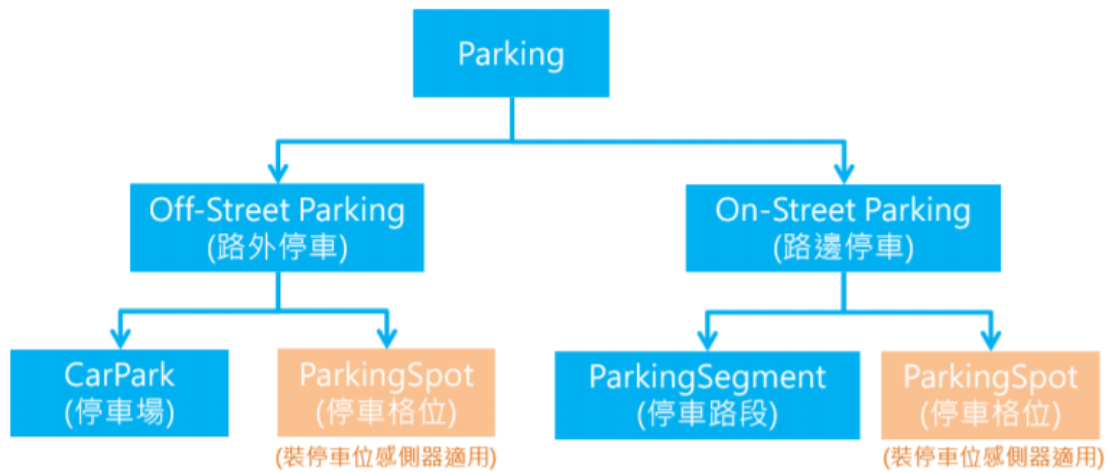 Parking
Off-Street Parking
(路外停車)
On-Street Parking
(路邊停車)
CarPark
(停車場)
ParkingSpot
(停車格位)
(裝停車位感側器適用)
ParkingSegment
(停車路段)
ParkingSpot
(停車格位)
(裝停車位感側器適用)